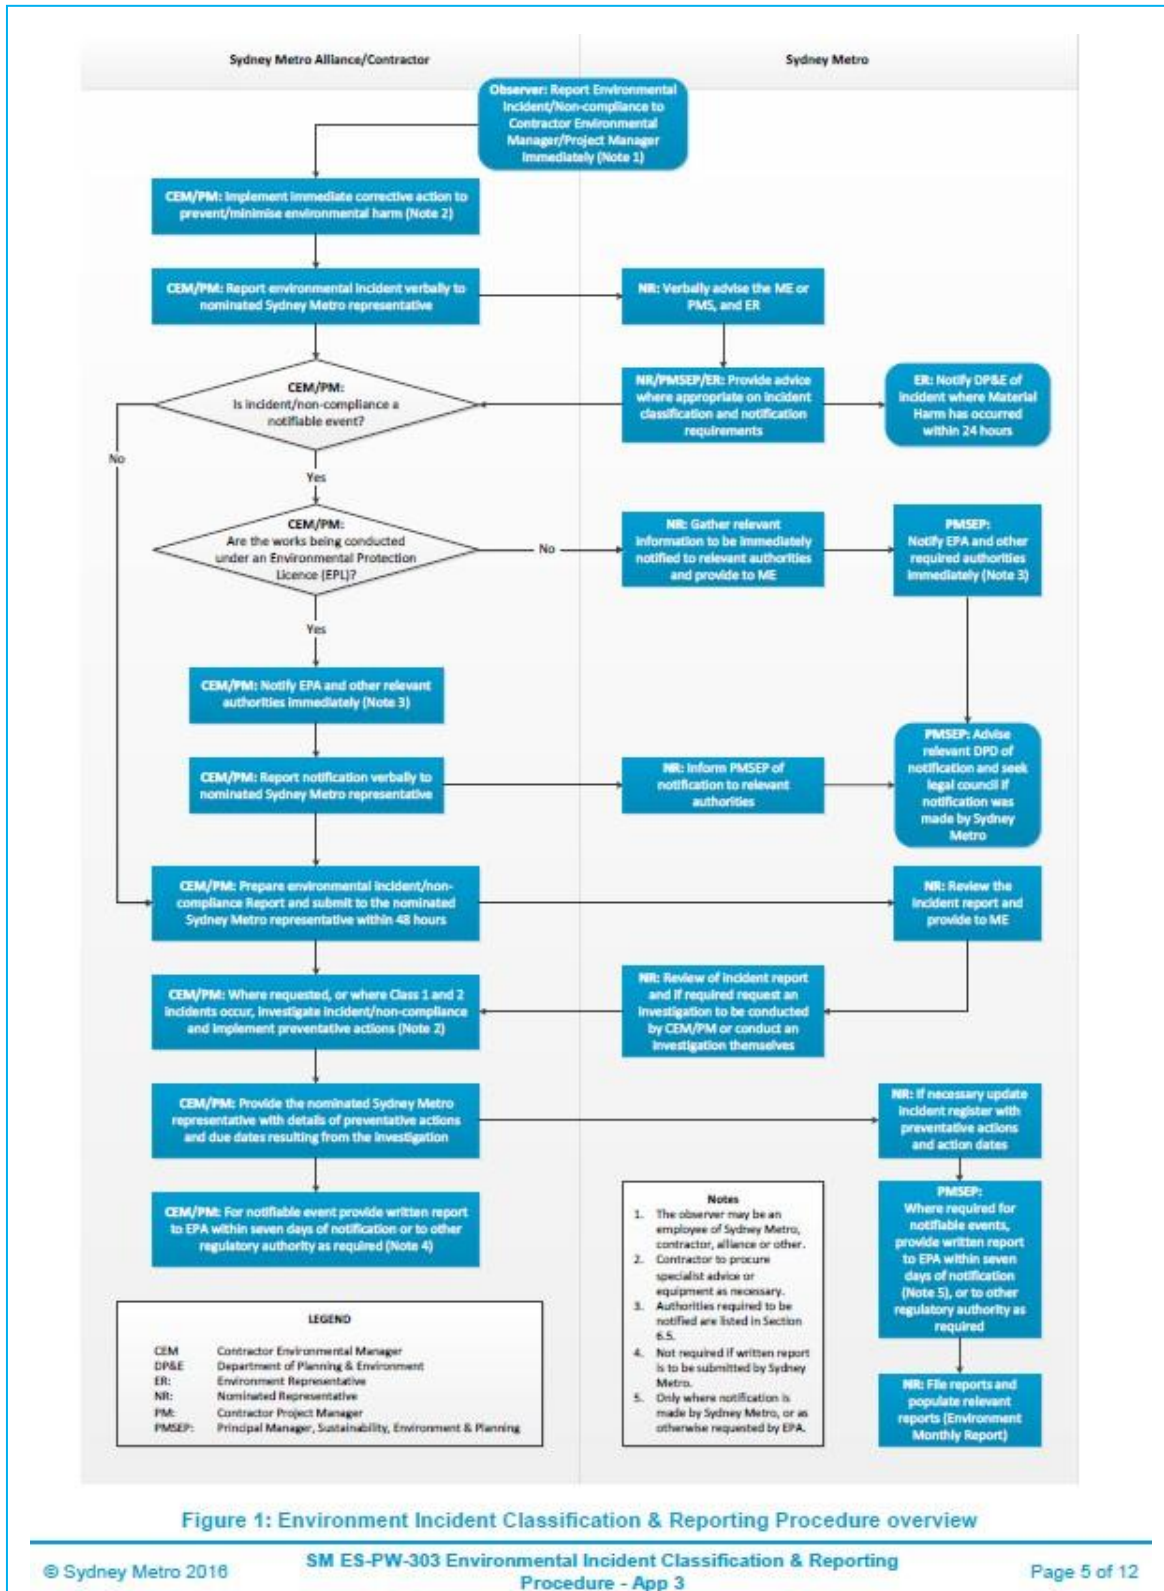 Sydney Metro Alliance/Contractor
Sydney Metro
Observer: Report Environmental
Incident/Non-compliance to
Contractor Environmental
Manager/Project Manager
Immediately (Note 1)
CEM/PM: Implement immediate corrective action to
prevent/minimise environmental harm (Note 2)
CEM/PM: Report environmental incident verbally to
nominated Sydney Metro representative
NR: Verbally advise the ME or
PMS, and ER
CEM/PM:
Is incident/non-compliance a
notifiable event?
NR/PMSEP/ER: Provide advice
where appropriate on incident
classification and notification
requirements
ER: Notify DP&E of
incident where Material
Harm has occurred
within 24 hours
No
Yes
CEM/PM:
Are the works being conducted
under an Environmental Protection
Licence (EPL)?
No
NR: Gather relevant
information to be immediately
notified to relevant authorities
and provide to ME
PMSEP:
Notify EPA and other
required authorities
immediately (Note 3)
Yes
CEM/PM: Notify EPA and other relevant
authorities immediately (Note 3)
CEM/PM: Report notification verbally to
nominated Sydney Metro representative
NR: Inform PMSEP of
notification to relevant
authorities
PMSEP: Advise
relevant DPD of
notification and seek
legal council if
notification was
made by Sydney
Metro
CEM/PM: Prepare environmental incident/non-
compliance Report and submit to the nominated
Sydney Metro representative within 48 hours
NR: Review the
incident report and
provide to ME
CEM/PM: Where requested, or where Class 1 and 2
incidents occur, investigate incident/non-compliance
and implement preventative actions (Note 2)
NR: Review of incident report
and if required request an
investigation to be conducted
by CEM/PM or conduct an
investigation themselves
CEM/PM: Provide the nominated Sydney Metro
representative with details of preventative actions
and due dates resulting from the investigation
NR: If necessary update
incident register with
preventative actions
and action dates
CEM/PM: For notifiable event provide written report
to EPA within seven days of notification or to other
regulatory authority as required (Note 4)
PMSEP:
Where required for
notifiable events,
provide written report
to EPA within seven
days of notification
(Note 5), or to other
regulatory authority as
required
NR: File reports and
populate relevant
reports (Environment
Monthly Report)
Notes
1. The observer may be an
employee of Sydney Metro,
contractor, alliance or other.
2. Contractor to procure
specialist advice or
equipment as necessary.
3. Authorities required to be
notified are listed in Section
6.5.
4. Not required if written report
is to be submitted by Sydney
Metro.
5. Only where notification is
made by Sydney Metro, or as
otherwise requested by EPA.
LEGEND
CEM Contractor Environmental Manager
DP&E Department of Planning & Environment
ER: Environment Representative
NR: Nominated Representative
PM: Contractor Project Manager
PMSEP: Principal Manager, Sustainability, Environment & Planning
Figure 1: Environment Incident Classification & Reporting Procedure overview
© Sydney Metro 2016
SM ES-PW-303 Environmental Incident Classification & Reporting
Procedure - App 3
Page 5 of 12